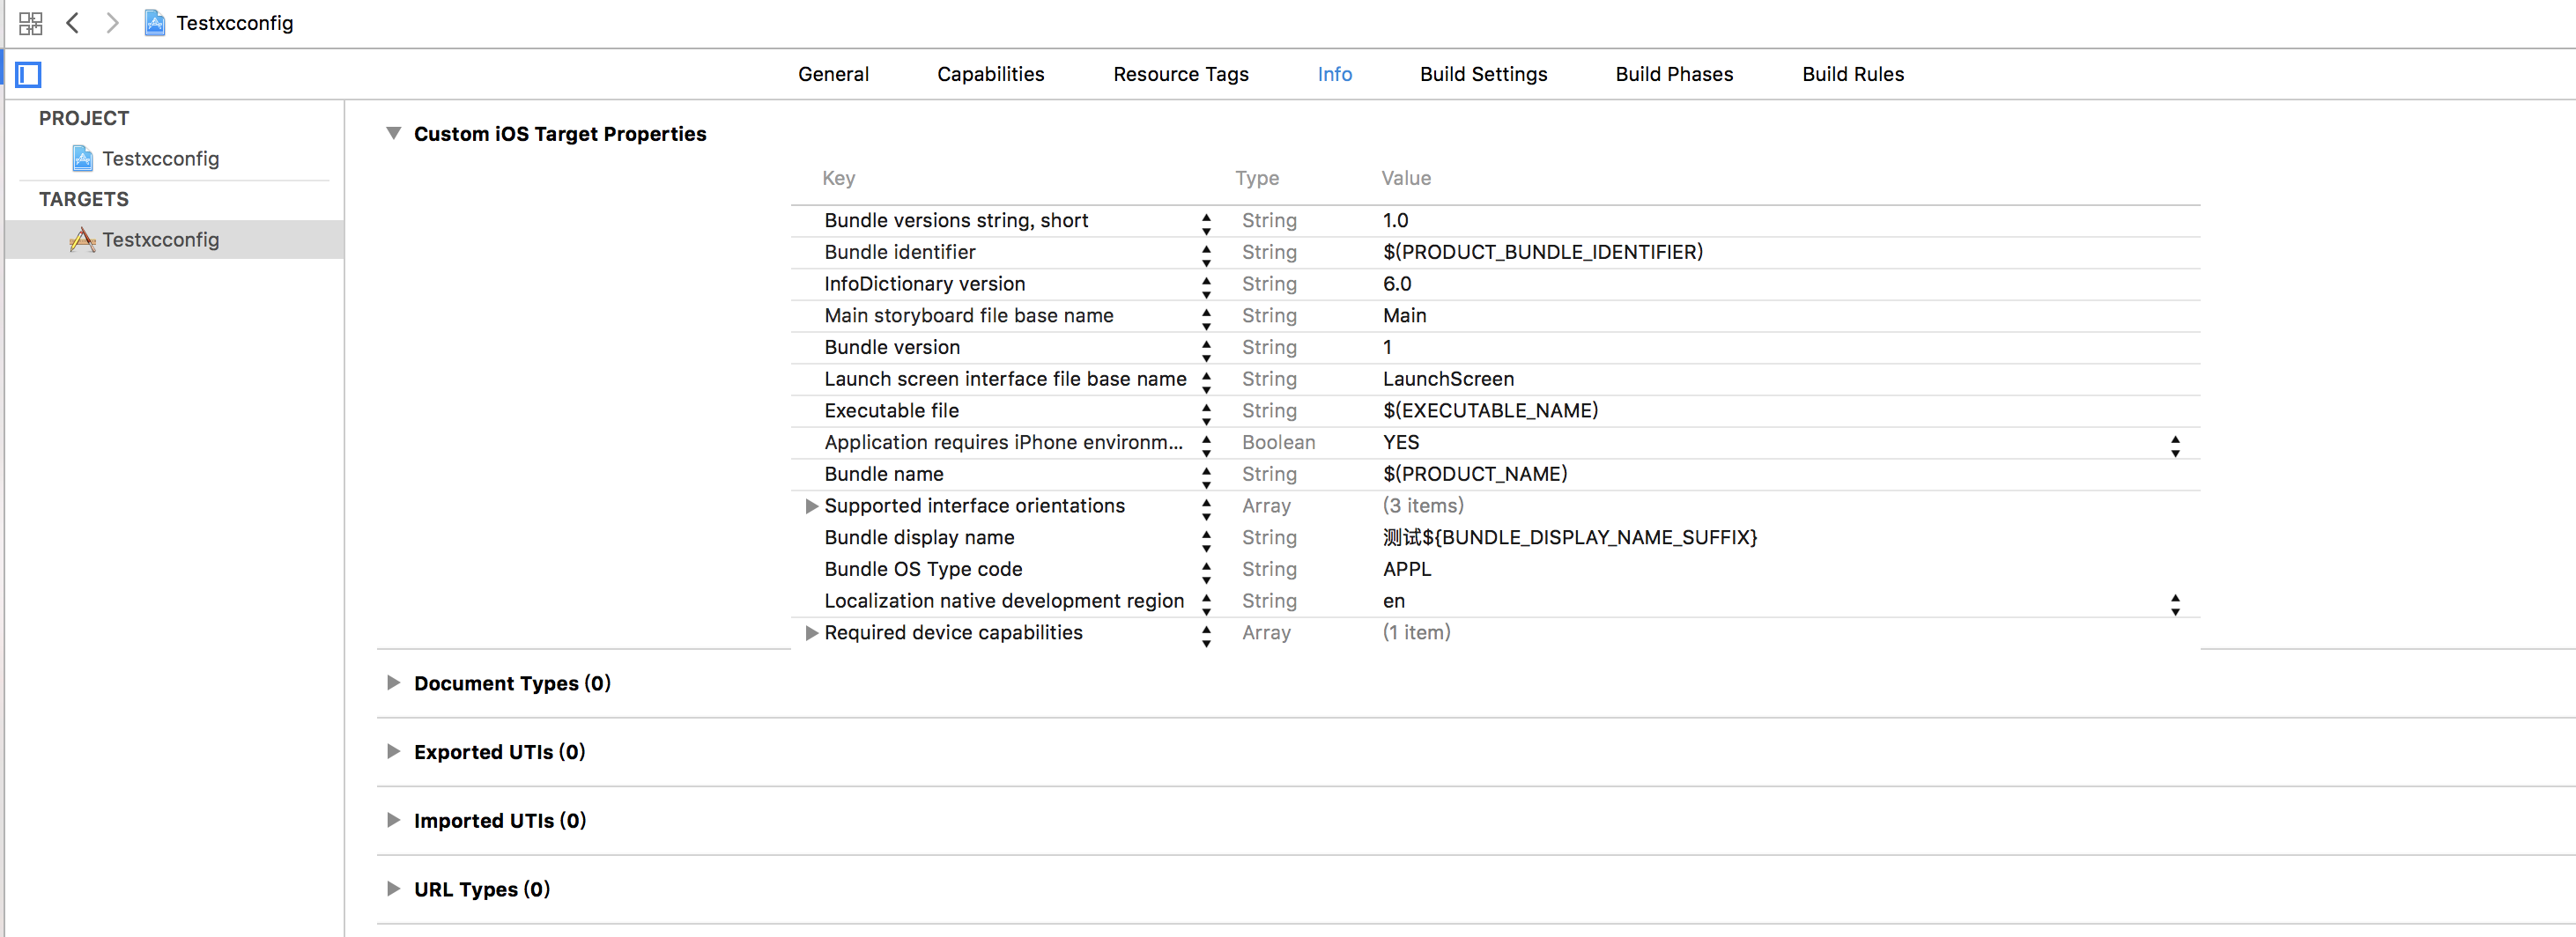 Testxcconfig
General Capabilities Resource Tags Info Build Settings Build Phases Build Rules
PROJECT
Testxcconfig
TARGETS
Testxcconfig
Custom iOS Target Properties
Key Type Value
Bundle versions string, short String 1.0
Bundle identifier String $(PRODUCT_BUNDLE_IDENTIFIER)
InfoDictionary version String 6.0
Main storyboard file base name String Main
Bundle version String 1
Launch screen interface file base name String LaunchScreen
Executable file String $(EXECUTABLE_NAME)
Application requires iPhone environm... Boolean YES
Bundle name String $(PRODUCT_NAME)
Supported interface orientations Array (3 items)
Bundle display name String 测试${BUNDLE_DISPLAY_NAME_SUFFIX}
Bundle OS Type code String APPL
Localization native development region String en
Required device capabilities Array (1 item)
Document Types (0)
Exported UTIs (0)
Imported UTIs (0)
URL Types (0)